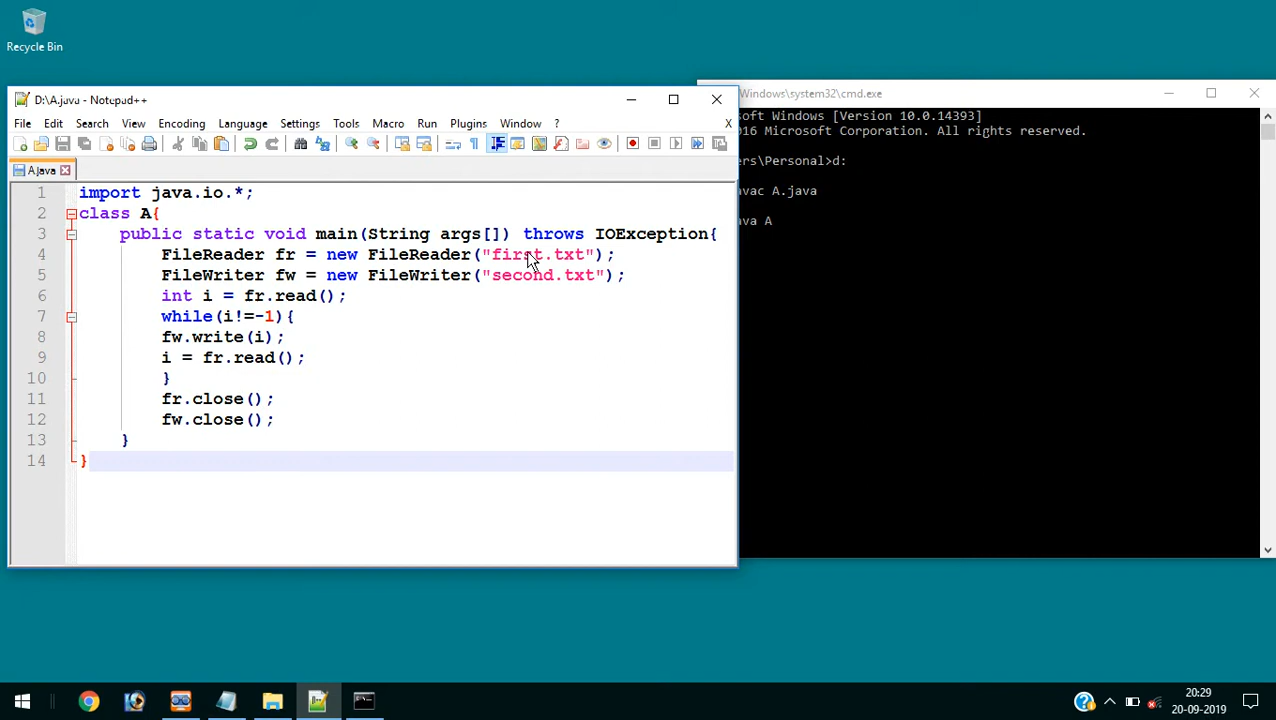 Recycle Bin
D:\A.java - Notepad++
File Edit Search View Encoding Language Settings Tools Macro Run Plugins Window ? X
A.java
1 import java.io.*;
2 class A{
3 public static void main(String args[]) throws IOException{
4 FileReader fr = new FileReader("first.txt");
5 FileWriter fw = new FileWriter("second.txt");
6 int i = fr.read();
7 while(i!=-1){
8 fw.write(i);
9 i = fr.read();
10 }
11 fr.close();
12 fw.close();
13 }
14 }
Windows\system32\cmd.exe
soft Windows [Version 10.0.14393]
016 Microsoft Corporation. All rights reserved.
ers\Personal>d:
avac A.java
ava A
20:29
20-09-2019